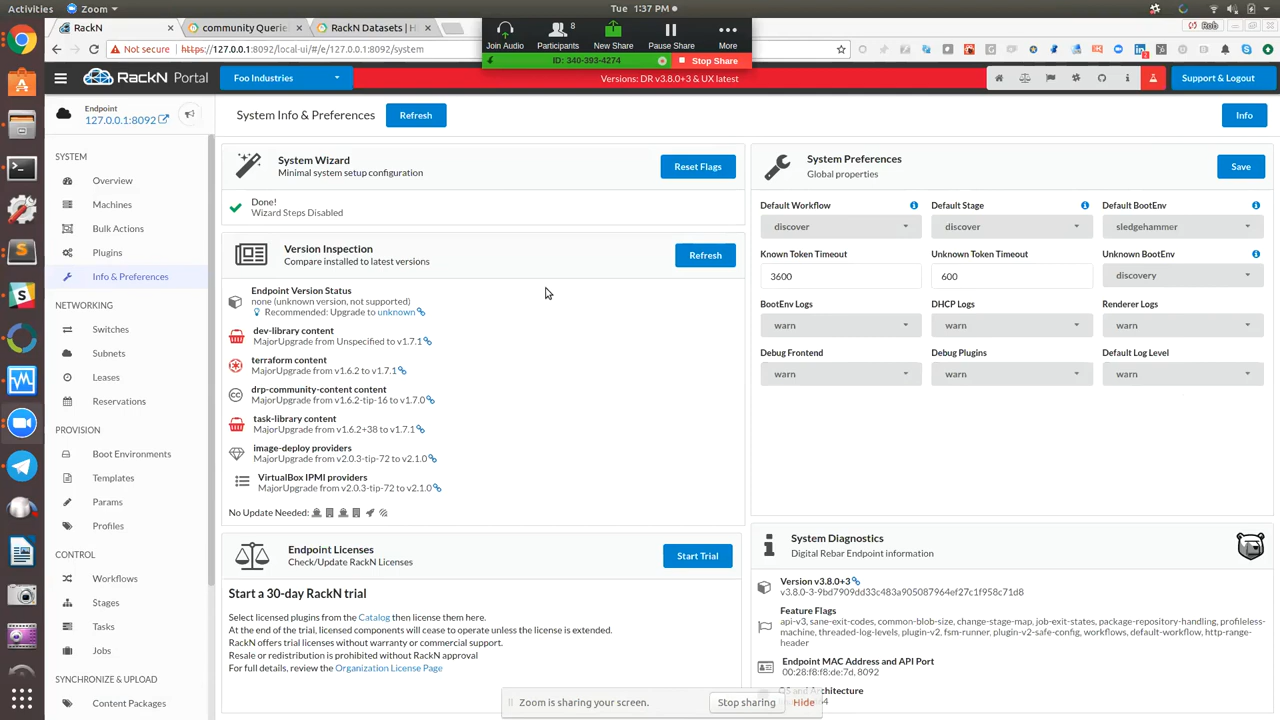 Activities
Zoom
Tue 1:37 PM
RackN
community Querie
RackN Datasets | H
Rob
Not secure
https://127.0.0.1:8092/local-ui/#/e/127.0.0.1:8092/system
Join Audio
Participants
8
New Share
Pause Share
More
ID: 340-393-4274
Stop Share
RACKN Portal
Foo Industries
Versions: DR v3.8.0+3 & UX latest
Support & Logout
Endpoint
127.0.0.1:8092
System Info & Preferences
Refresh
Info
SYSTEM
Overview
Machines
Bulk Actions
Plugins
Info & Preferences
NETWORKING
Switches
Subnets
Leases
Reservations
PROVISION
Boot Environments
Templates
Params
Profiles
CONTROL
Workflows
Stages
Tasks
Jobs
SYNCHRONIZE & UPLOAD
Content Packages
System Wizard
Minimal system setup configuration
Reset Flags
Done!
Wizard Steps Disabled
Version Inspection
Compare installed to latest versions
Refresh
Endpoint Version Status
none (unknown version, not supported)
Recommended: Upgrade to unknown
dev-library content
MajorUpgrade from Unspecified to v1.7.1
terraform content
MajorUpgrade from v1.6.2 to v1.7.1
drp-community-content content
MajorUpgrade from v1.6.2-tip-16 to v1.7.0
task-library content
MajorUpgrade from v1.6.2+38 to v1.7.1
image-deploy providers
MajorUpgrade from v2.0.3-tip-72 to v2.1.0
VirtualBox IPMI providers
MajorUpgrade from v2.0.3-tip-72 to v2.1.0
No Update Needed:
Endpoint Licenses
Check/Update RackN Licenses
Start Trial
Start a 30-day RackN trial
Select licensed plugins from the Catalog then license them here.
At the end of the trial, licensed components will cease to operate unless the license is extended.
RackN offers trial licenses without warranty or commercial support.
Resale or redistribution is prohibited without RackN approval
For full details, review the Organization License Page
System Preferences
Global properties
Save
Default Workflow
Default Stage
Default BootEnv
discover
discover
sledgehammer
Known Token Timeout
Unknown Token Timeout
Unknown BootEnv
3600
600
discovery
BootEnv Logs
DHCP Logs
Renderer Logs
warn
warn
warn
Debug Frontend
Debug Plugins
Default Log Level
warn
warn
warn
System Diagnostics
Digital Rebar Endpoint information
Version v3.8.0+3
v3.8.0-3-9bd7909dd33c483a905087964ef27c1f958c71d8
Feature Flags
api-v3, sane-exit-codes, common-blob-size, change-stage-map, job-exit-states, package-repository-handling, profileless-
machine, threaded-log-levels, plugin-v2, fsm-runner, plugin-v2-safe-config, workflows, default-workflow, http-range-
header
Endpoint MAC Address and API Port
00:28:f8:f8:de:7d, 8092
Architecture
Zoom is sharing your screen.
Stop sharing
Hide